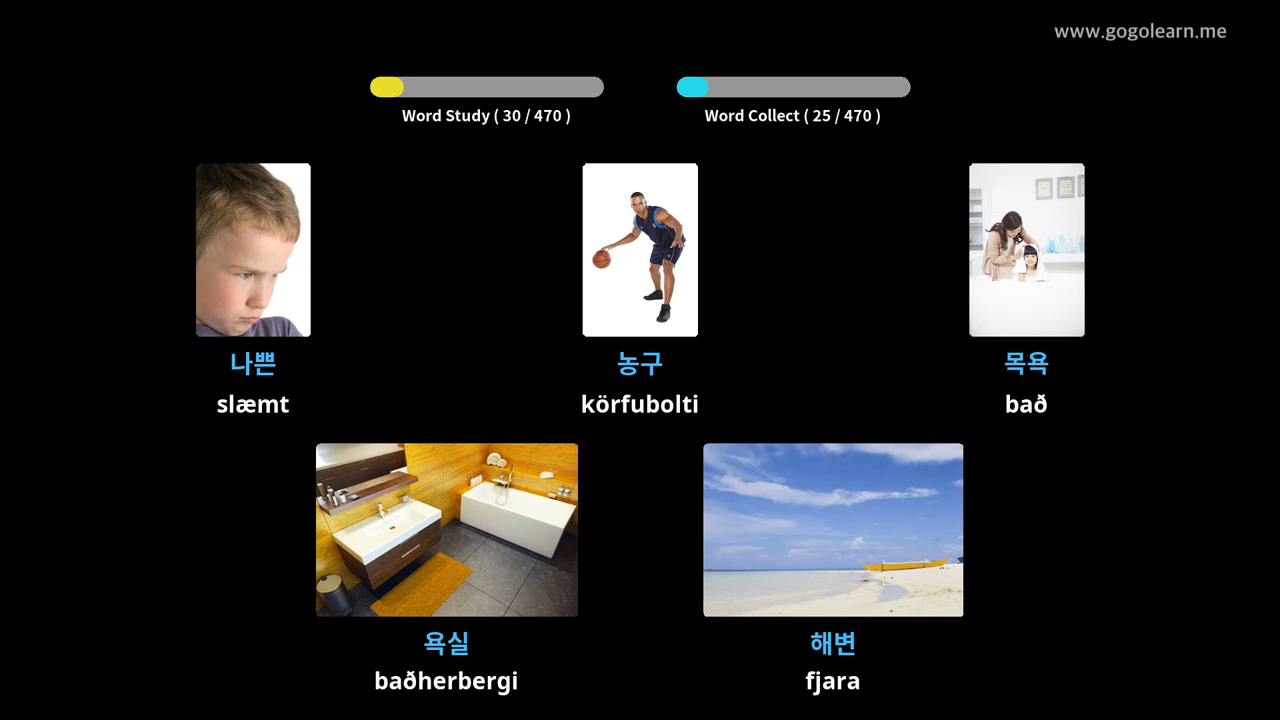 www.gogolearn.me
Word Study ( 30 / 470 )
Word Collect ( 25 / 470 )
나쁜
농구
목욕
slæmt
körfubolti
bað
욕실
해변
baðherbergi
fjara